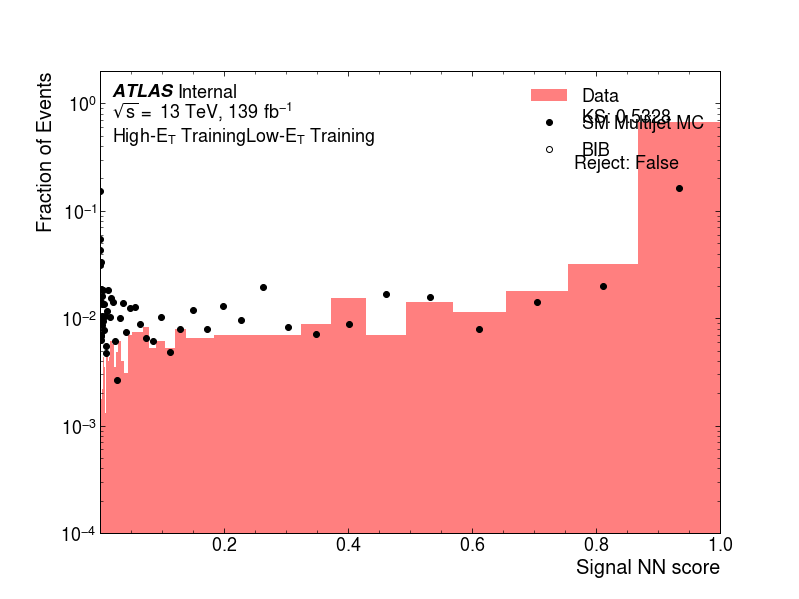 ATLAS Internal
√s = 13 TeV, 139 fb⁻¹
High-E_T TrainingLow-E_T Training
Data
KS: 0.5328
SM Multijet MC
BIB
Reject: False
Fraction of Events
10⁰
10⁻¹
10⁻²
10⁻³
10⁻⁴
0.2 0.4 0.6 0.8 1.0
Signal NN score